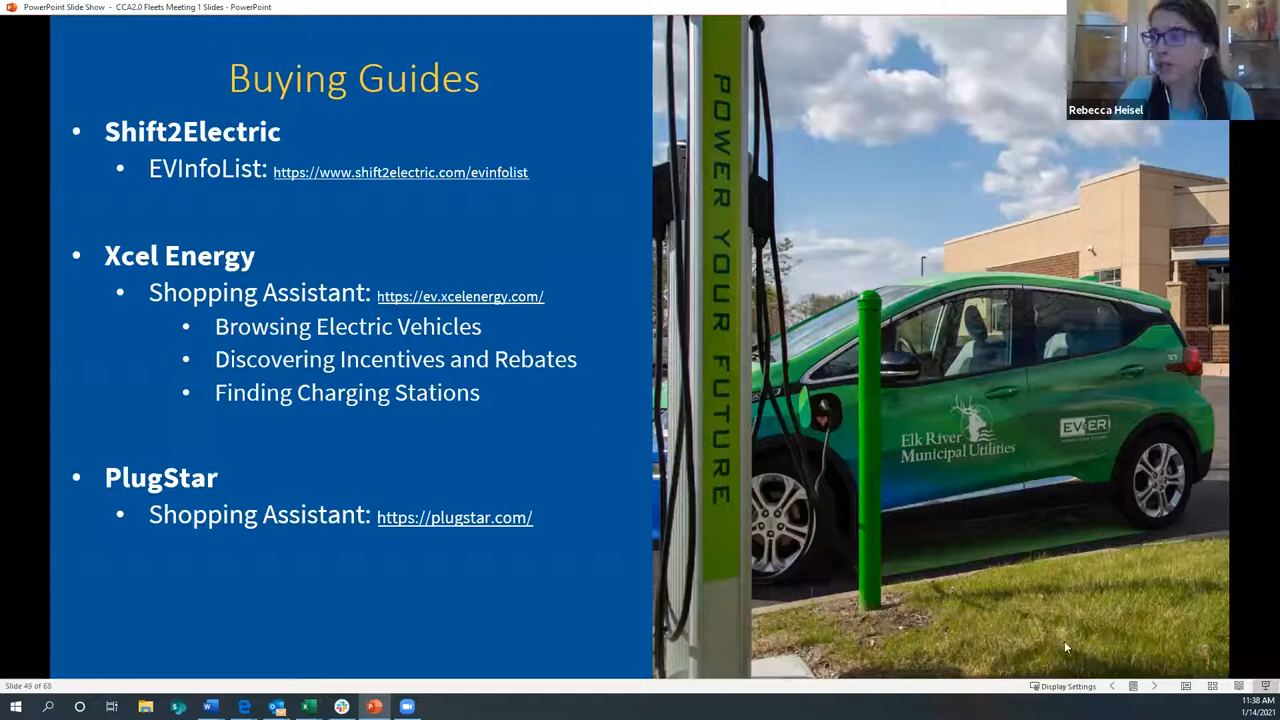 PowerPoint Slide Show - CCA2.0 Fleets Meeting 1 Slides - PowerPoint
Rebecca Heisel
Buying Guides
• Shift2Electric
• EVInfoList: https://www.shift2electric.com/evinfolist
• Xcel Energy
• Shopping Assistant: https://ev.xcelenergy.com/
• Browsing Electric Vehicles
• Discovering Incentives and Rebates
• Finding Charging Stations
• PlugStar
• Shopping Assistant: https://plugstar.com/
POWER YOUR FUTURE
Elk River
Municipal Utilities
Slide 49 of 68
Display Settings
11:38 AM
1/14/2021